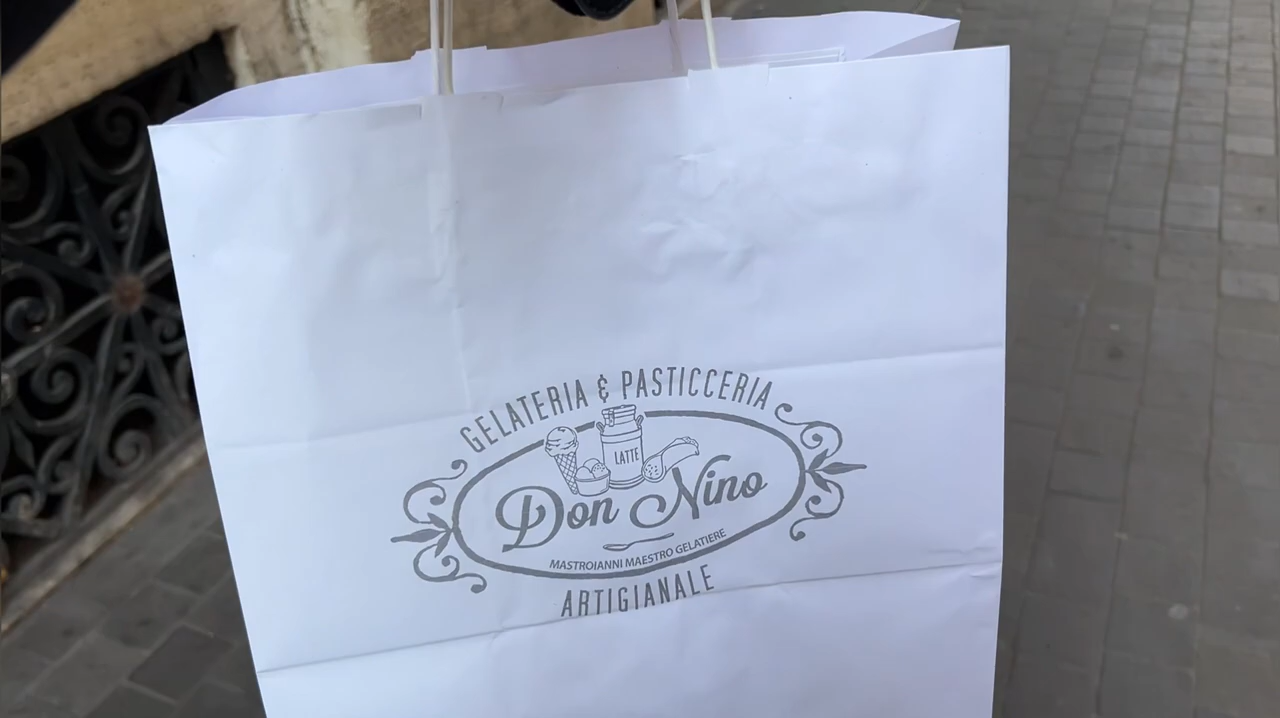 GELATERIA & PASTICCERIA
LATTE
Don Nino
MASTROIANNI MAESTRO GELATIERE
ARTIGIANALE